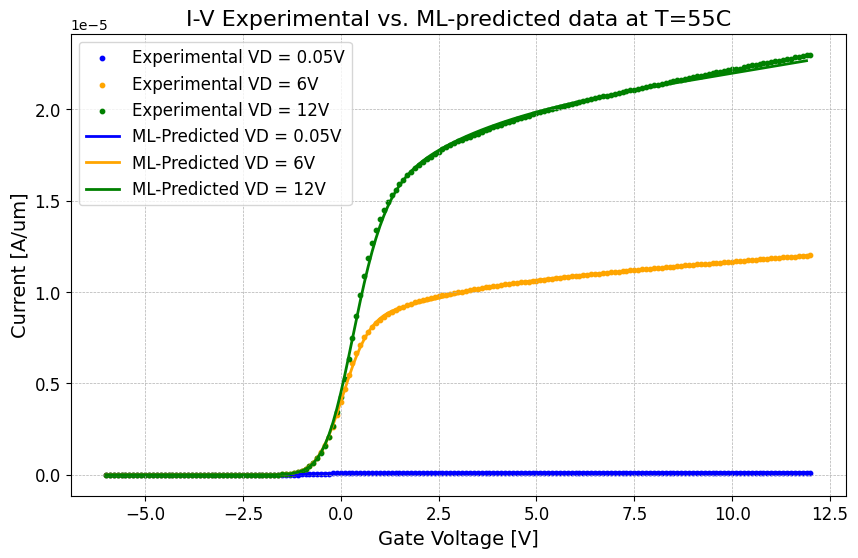 I-V Experimental vs. ML-predicted data at T=55C
1e−5
Experimental VD = 0.05V
Experimental VD = 6V
Experimental VD = 12V
ML-Predicted VD = 0.05V
ML-Predicted VD = 6V
ML-Predicted VD = 12V
2.0
1.5
1.0
0.5
0.0
Current [A/um]
−5.0 −2.5 0.0 2.5 5.0 7.5 10.0 12.5
Gate Voltage [V]